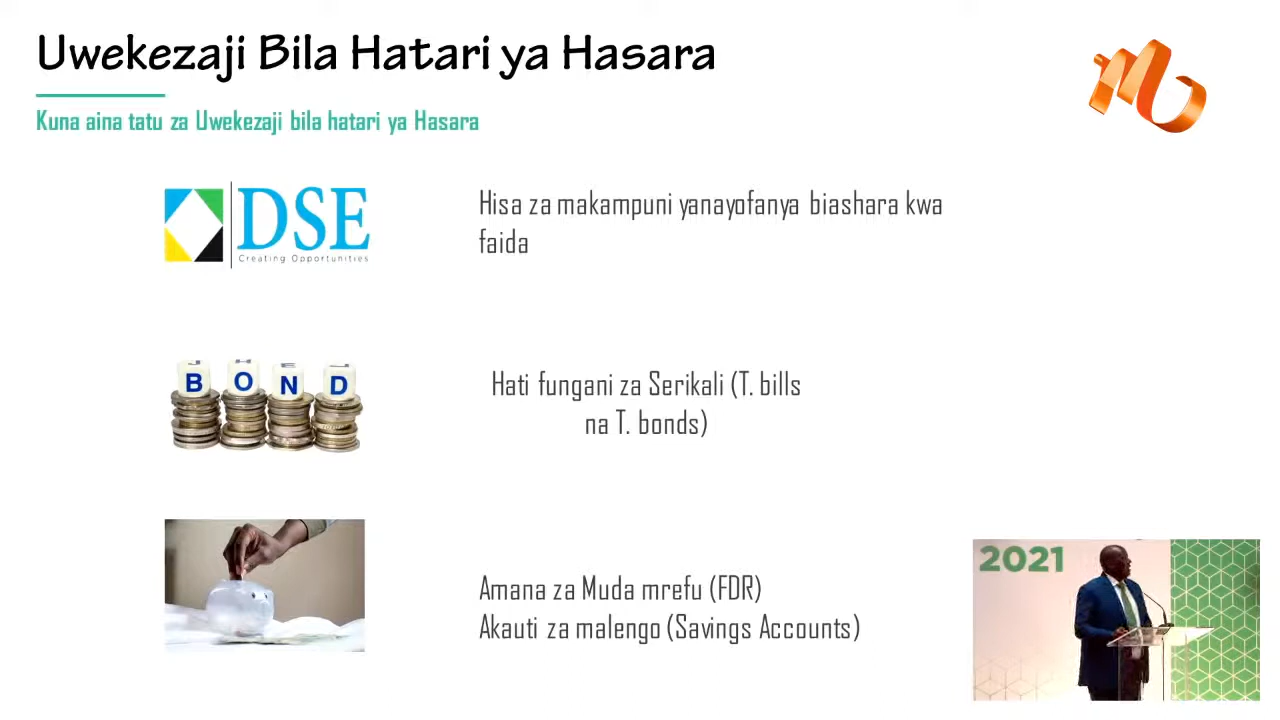 Uwekezaji Bila Hatari ya Hasara
Kuna aina tatu za Uwekezaji bila hatari ya Hasara
DSE
Creating Opportunities
Hisa za makampuni yanayofanya biashara kwa
faida
B O N D
Hati fungani za Serikali (T. bills
na T. bonds)
Amana za Muda mrefu (FDR)
Akauti za malengo (Savings Accounts)
2021